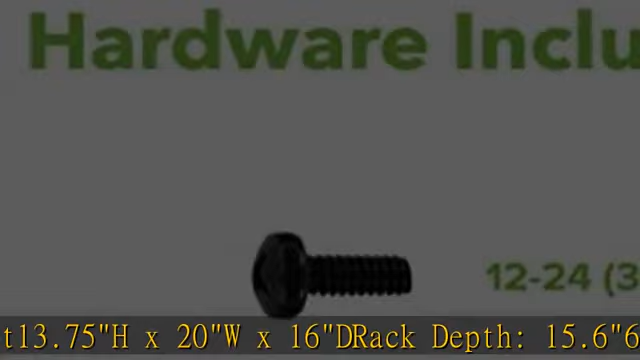 Hardware Inclu
12-24 (3
t13.75"H x 20"W x 16"DRack Depth: 15.6"6